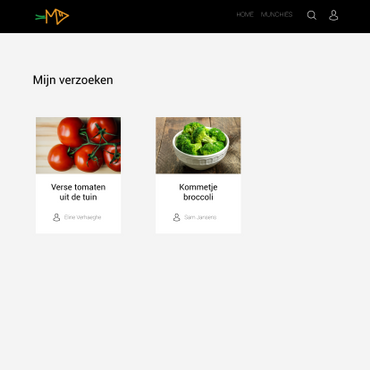 HOME MUNCHIES
Mijn verzoeken
Verse tomaten
uit de tuin
Kommetje
broccoli
Eline Verhaeghe
Sam Janssens